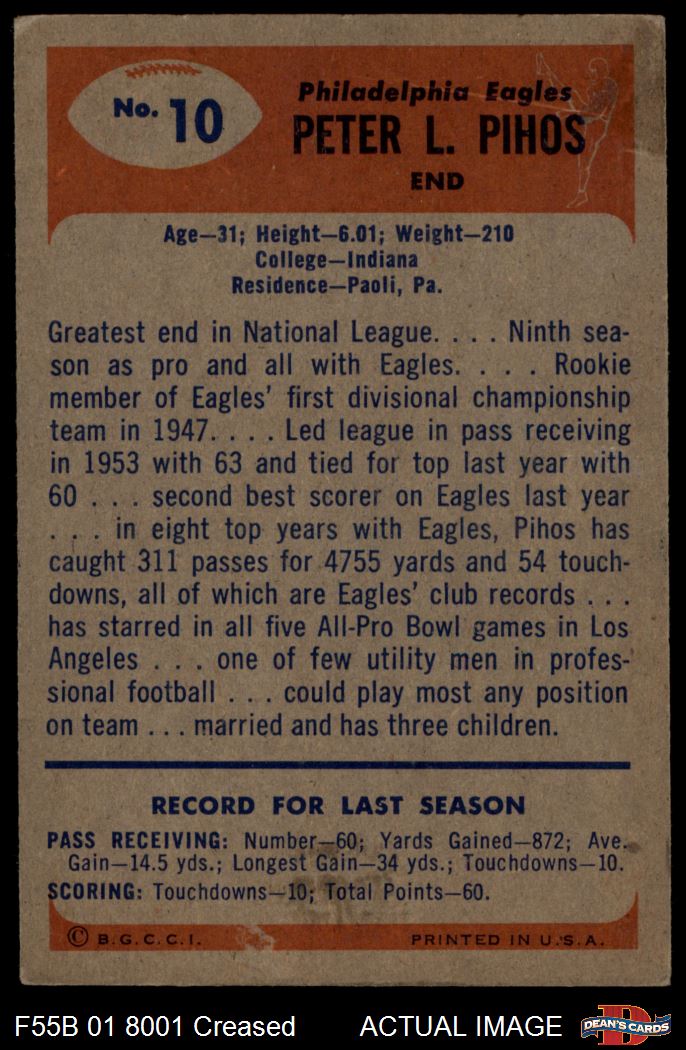 No. 10
Philadelphia Eagles
PETER L. PIHOS
END
Age—31; Height—6.01; Weight—210
College—Indiana
Residence—Paoli, Pa.
Greatest end in National League. . . . Ninth sea-
son as pro and all with Eagles. . . . Rookie
member of Eagles' first divisional championship
team in 1947. . . . Led league in pass receiving
in 1953 with 63 and tied for top last year with
60 . . . second best scorer on Eagles last year
. . . in eight top years with Eagles, Pihos has
caught 311 passes for 4755 yards and 54 touch-
downs, all of which are Eagles' club records . . .
has starred in all five All-Pro Bowl games in Los
Angeles . . . one of few utility men in profes-
sional football . . . could play most any position
on team . . . married and has three children.
RECORD FOR LAST SEASON
PASS RECEIVING: Number—60; Yards Gained—872; Ave.
Gain—14.5 yds.; Longest Gain—34 yds.; Touchdowns—10.
SCORING: Touchdowns—10; Total Points—60.
© B.G.C.C.I. PRINTED IN U.S.A.
F55B 01 8001 Creased ACTUAL IMAGE
D
DEAN'S CARDS